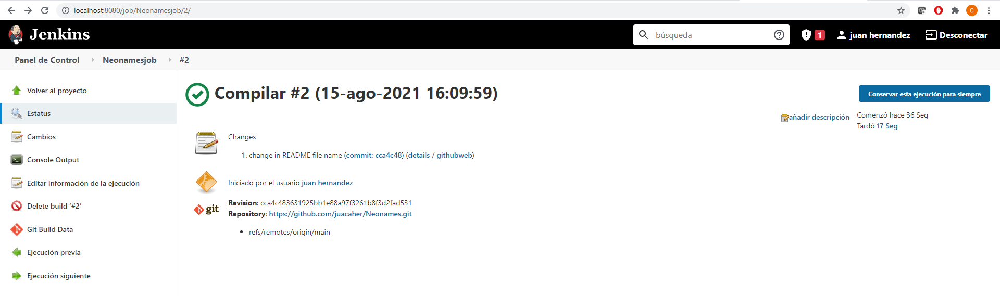 localhost:8080/job/Neonamesjob/2/
C
Jenkins
búsqueda
1
juan hernandez
Desconectar
Panel de Control
Neonamesjob
#2
Volver al proyecto
Estatus
Cambios
Console Output
Editar información de la ejecución
Delete build ‘#2’
Git Build Data
Ejecución previa
Ejecución siguiente
Compilar #2 (15-ago-2021 16:09:59)
Conservar esta ejecución para siempre
añadir descripción
Comenzó hace 36 Seg
Tardó 17 Seg
Changes
1. change in README file name (commit: cca4c48) (details / githubweb)
Iniciado por el usuario juan hernandez
git
Revision: cca4c483631925bb1e88a97f3261b8f3d2fad531
Repository: https://github.com/juacaher/Neonames.git
• refs/remotes/origin/main